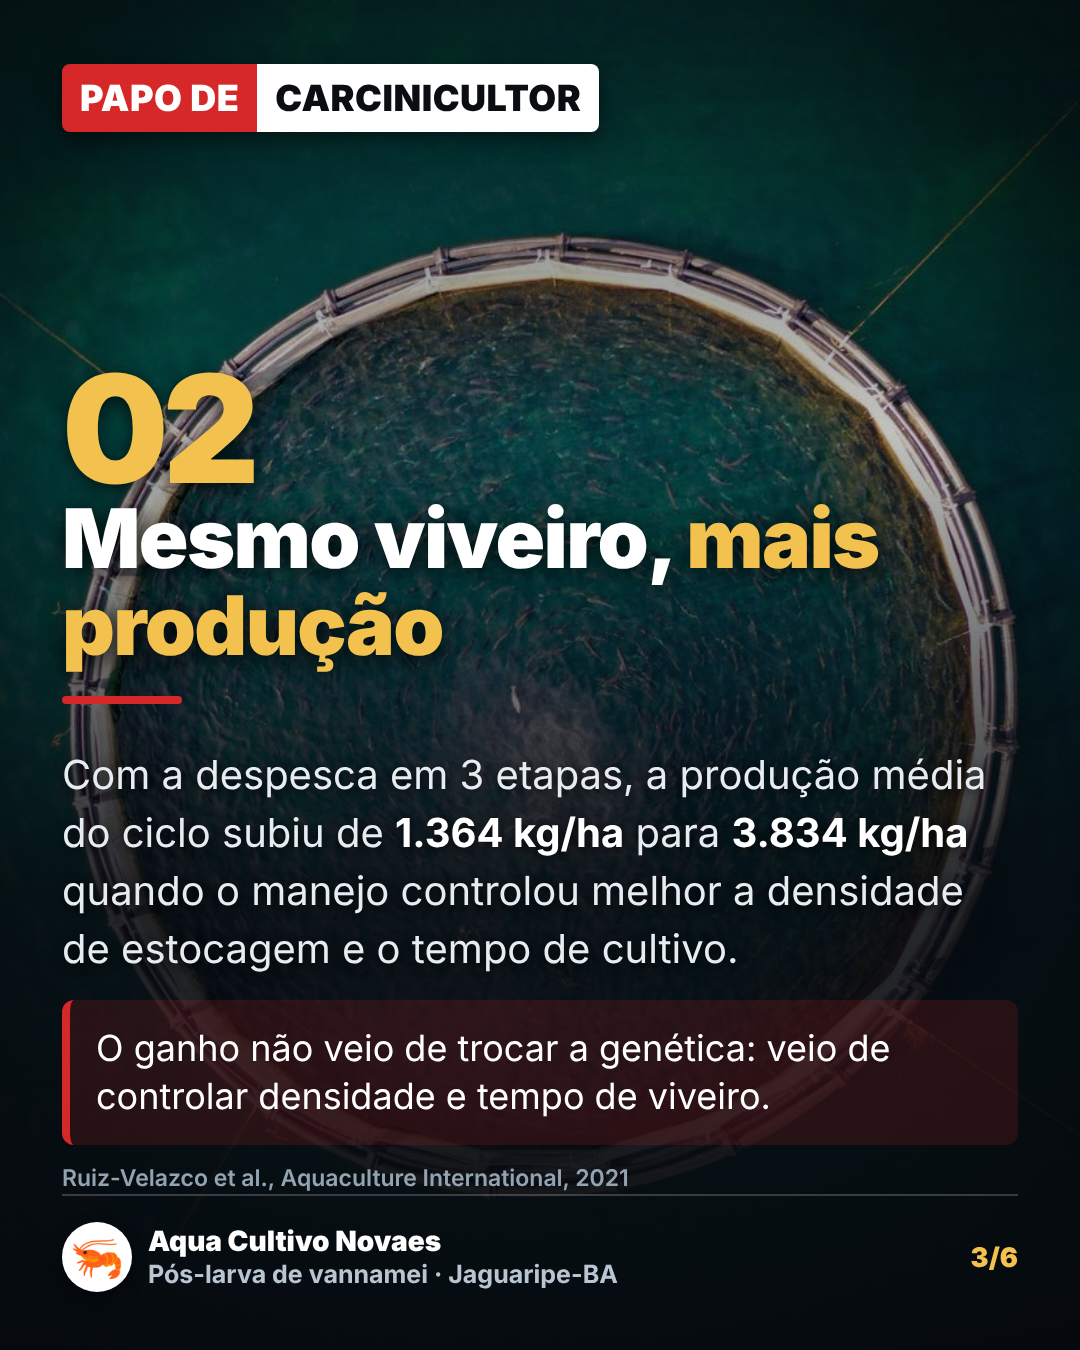 PAPO DE CARCINICULTOR
02
Mesmo viveiro, mais
produção
Com a despesca em 3 etapas, a produção média
do ciclo subiu de 1.364 kg/ha para 3.834 kg/ha
quando o manejo controlou melhor a densidade
de estocagem e o tempo de cultivo.
O ganho não veio de trocar a genética: veio de
controlar densidade e tempo de viveiro.
Ruiz-Velazco et al., Aquaculture International, 2021
Aqua Cultivo Novaes
Pós-larva de vannamei · Jaguaripe-BA
3/6